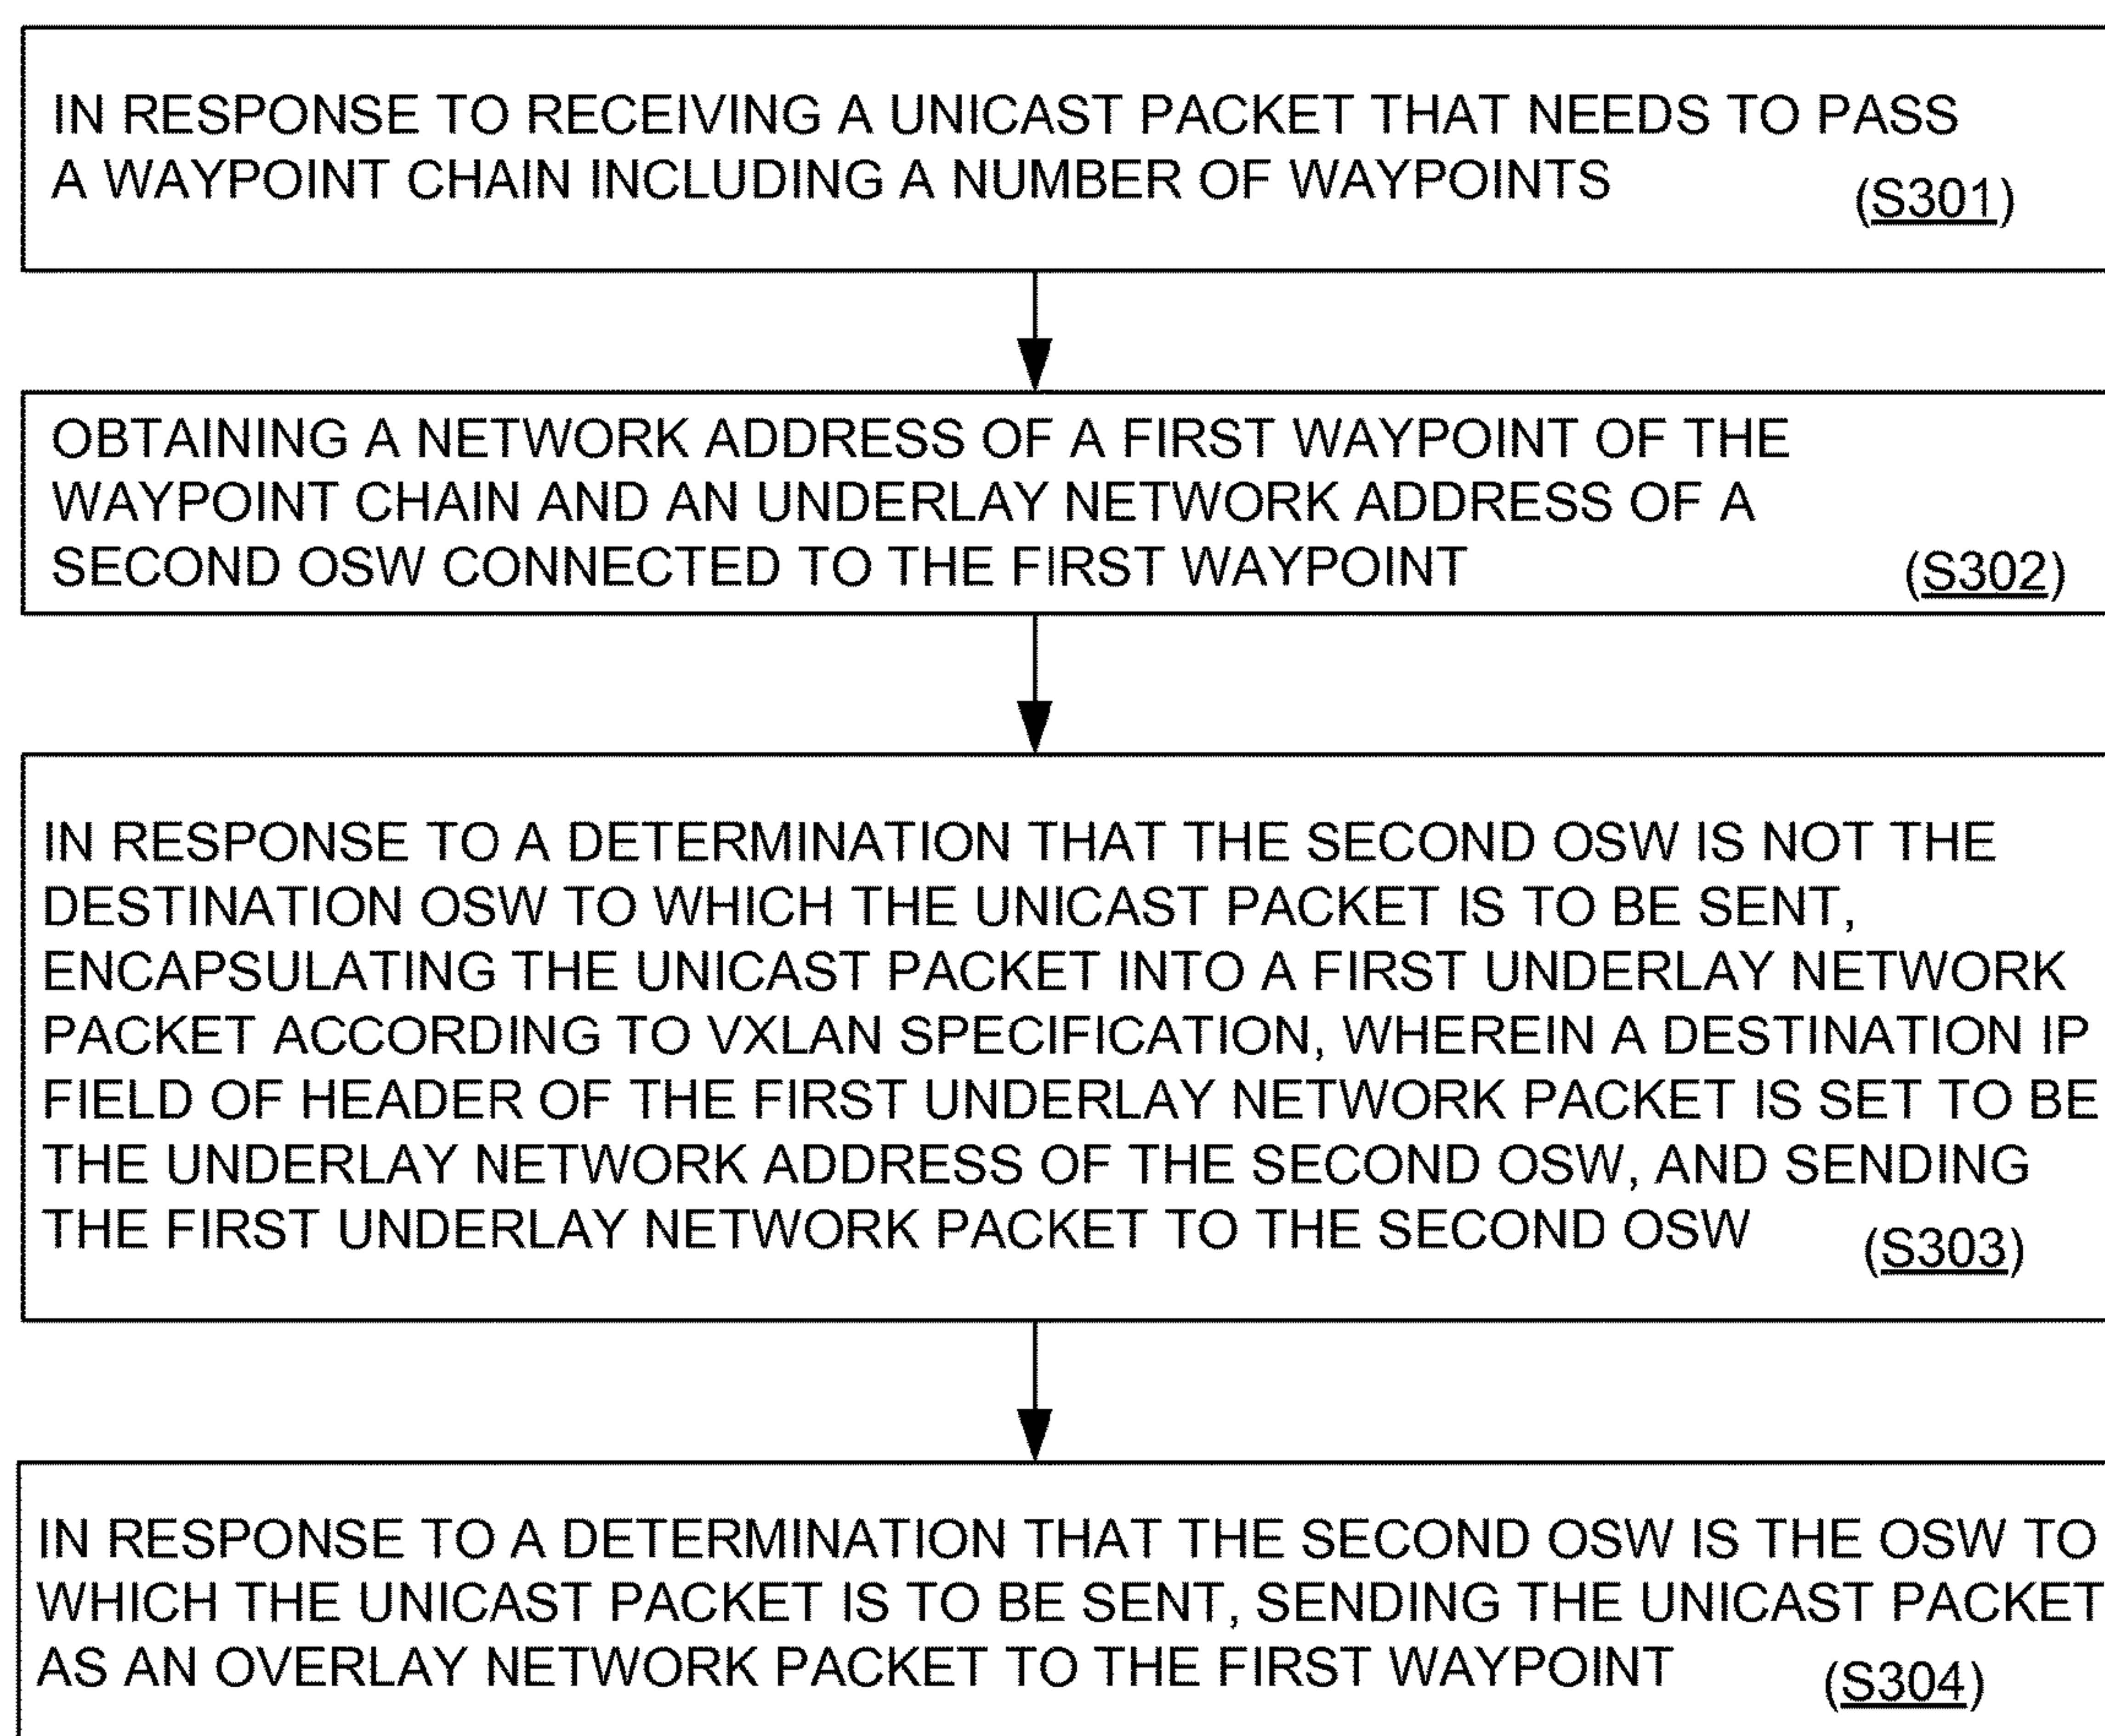 IN RESPONSE TO RECEIVING A UNICAST PACKET THAT NEEDS TO PASS
A WAYPOINT CHAIN INCLUDING A NUMBER OF WAYPOINTS (S301)
OBTAINING A NETWORK ADDRESS OF A FIRST WAYPOINT OF THE
WAYPOINT CHAIN AND AN UNDERLAY NETWORK ADDRESS OF A
SECOND OSW CONNECTED TO THE FIRST WAYPOINT (S302)
IN RESPONSE TO A DETERMINATION THAT THE SECOND OSW IS NOT THE
DESTINATION OSW TO WHICH THE UNICAST PACKET IS TO BE SENT,
ENCAPSULATING THE UNICAST PACKET INTO A FIRST UNDERLAY NETWORK
PACKET ACCORDING TO VXLAN SPECIFICATION, WHEREIN A DESTINATION IP
FIELD OF HEADER OF THE FIRST UNDERLAY NETWORK PACKET IS SET TO BE
THE UNDERLAY NETWORK ADDRESS OF THE SECOND OSW, AND SENDING
THE FIRST UNDERLAY NETWORK PACKET TO THE SECOND OSW (S303)
IN RESPONSE TO A DETERMINATION THAT THE SECOND OSW IS THE OSW TO
WHICH THE UNICAST PACKET IS TO BE SENT, SENDING THE UNICAST PACKET
AS AN OVERLAY NETWORK PACKET TO THE FIRST WAYPOINT (S304)